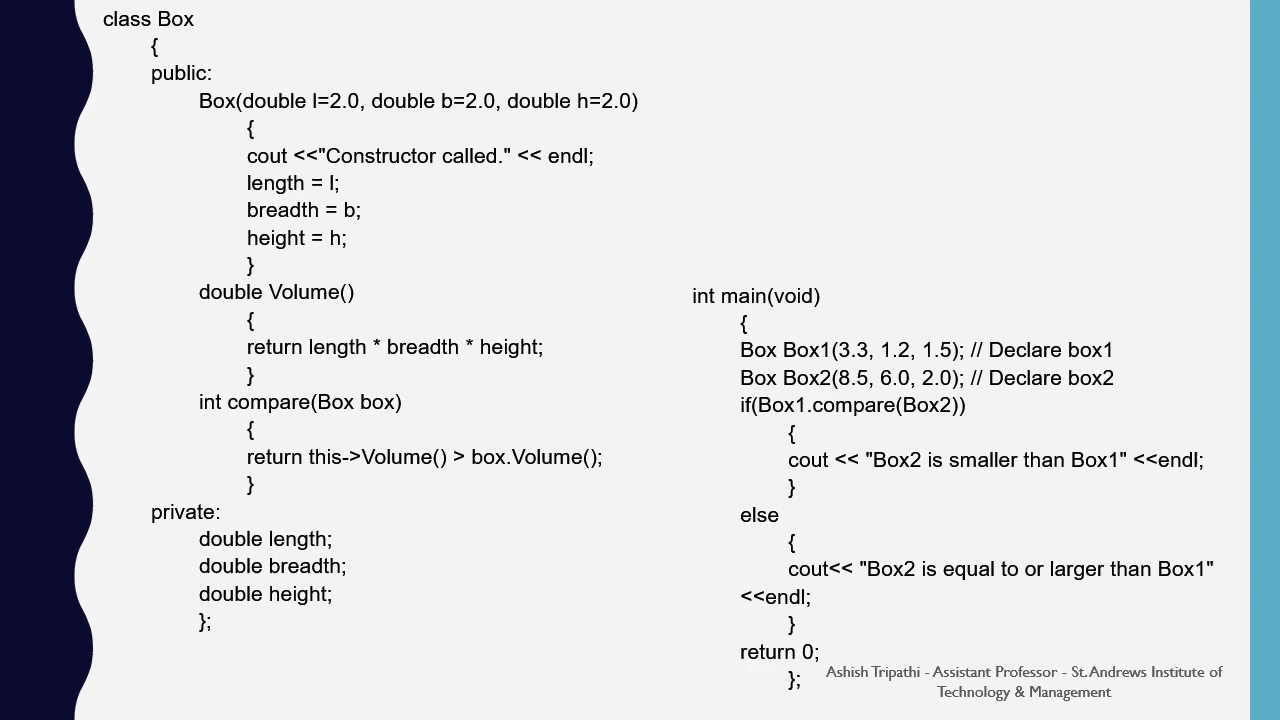 class Box
{
public:
Box(double l=2.0, double b=2.0, double h=2.0)
{
cout <<"Constructor called." << endl;
length = l;
breadth = b;
height = h;
}
double Volume()
{
return length * breadth * height;
}
int compare(Box box)
{
return this->Volume() > box.Volume();
}
private:
double length;
double breadth;
double height;
};
int main(void)
{
Box Box1(3.3, 1.2, 1.5); // Declare box1
Box Box2(8.5, 6.0, 2.0); // Declare box2
if(Box1.compare(Box2))
{
cout << "Box2 is smaller than Box1" <<endl;
}
else
{
cout<< "Box2 is equal to or larger than Box1"
<<endl;
}
return 0;
};
Ashish Tripathi - Assistant Professor - St. Andrews Institute of
Technology & Management